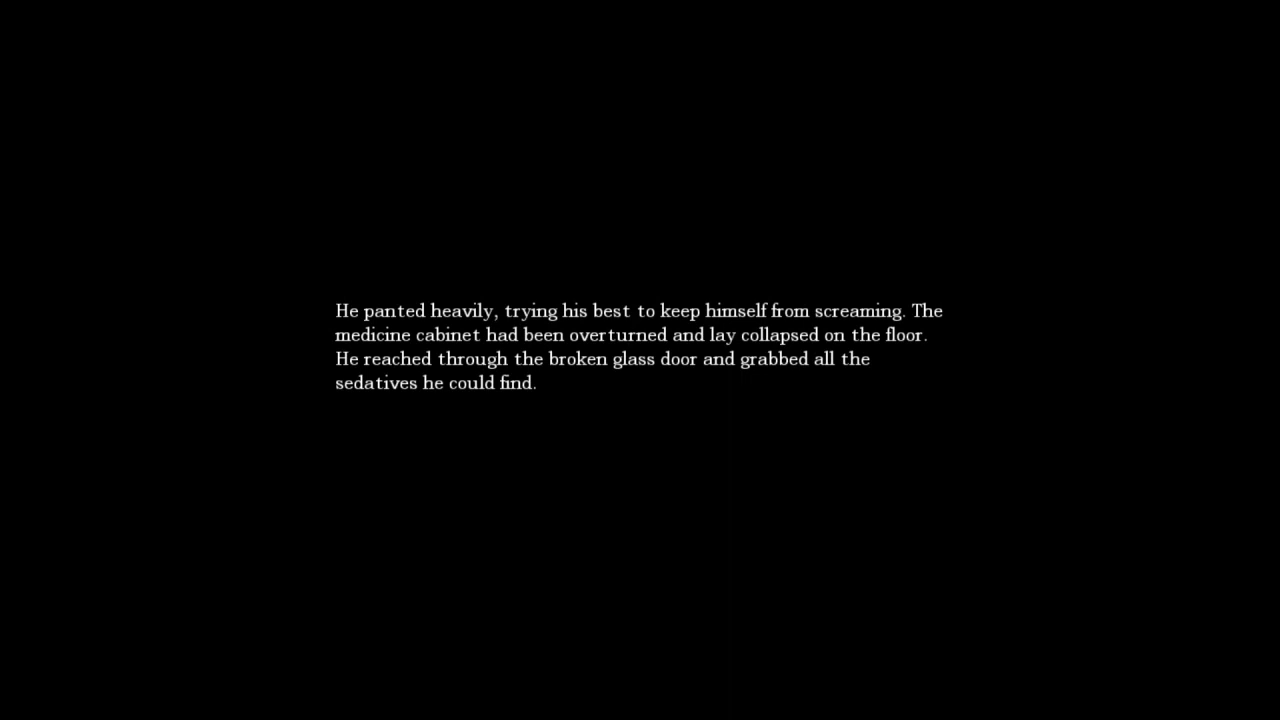 He panted heavily, trying his best to keep himself from screaming. The
medicine cabinet had been overturned and lay collapsed on the floor.
He reached through the broken glass door and grabbed all the
sedatives he could find.